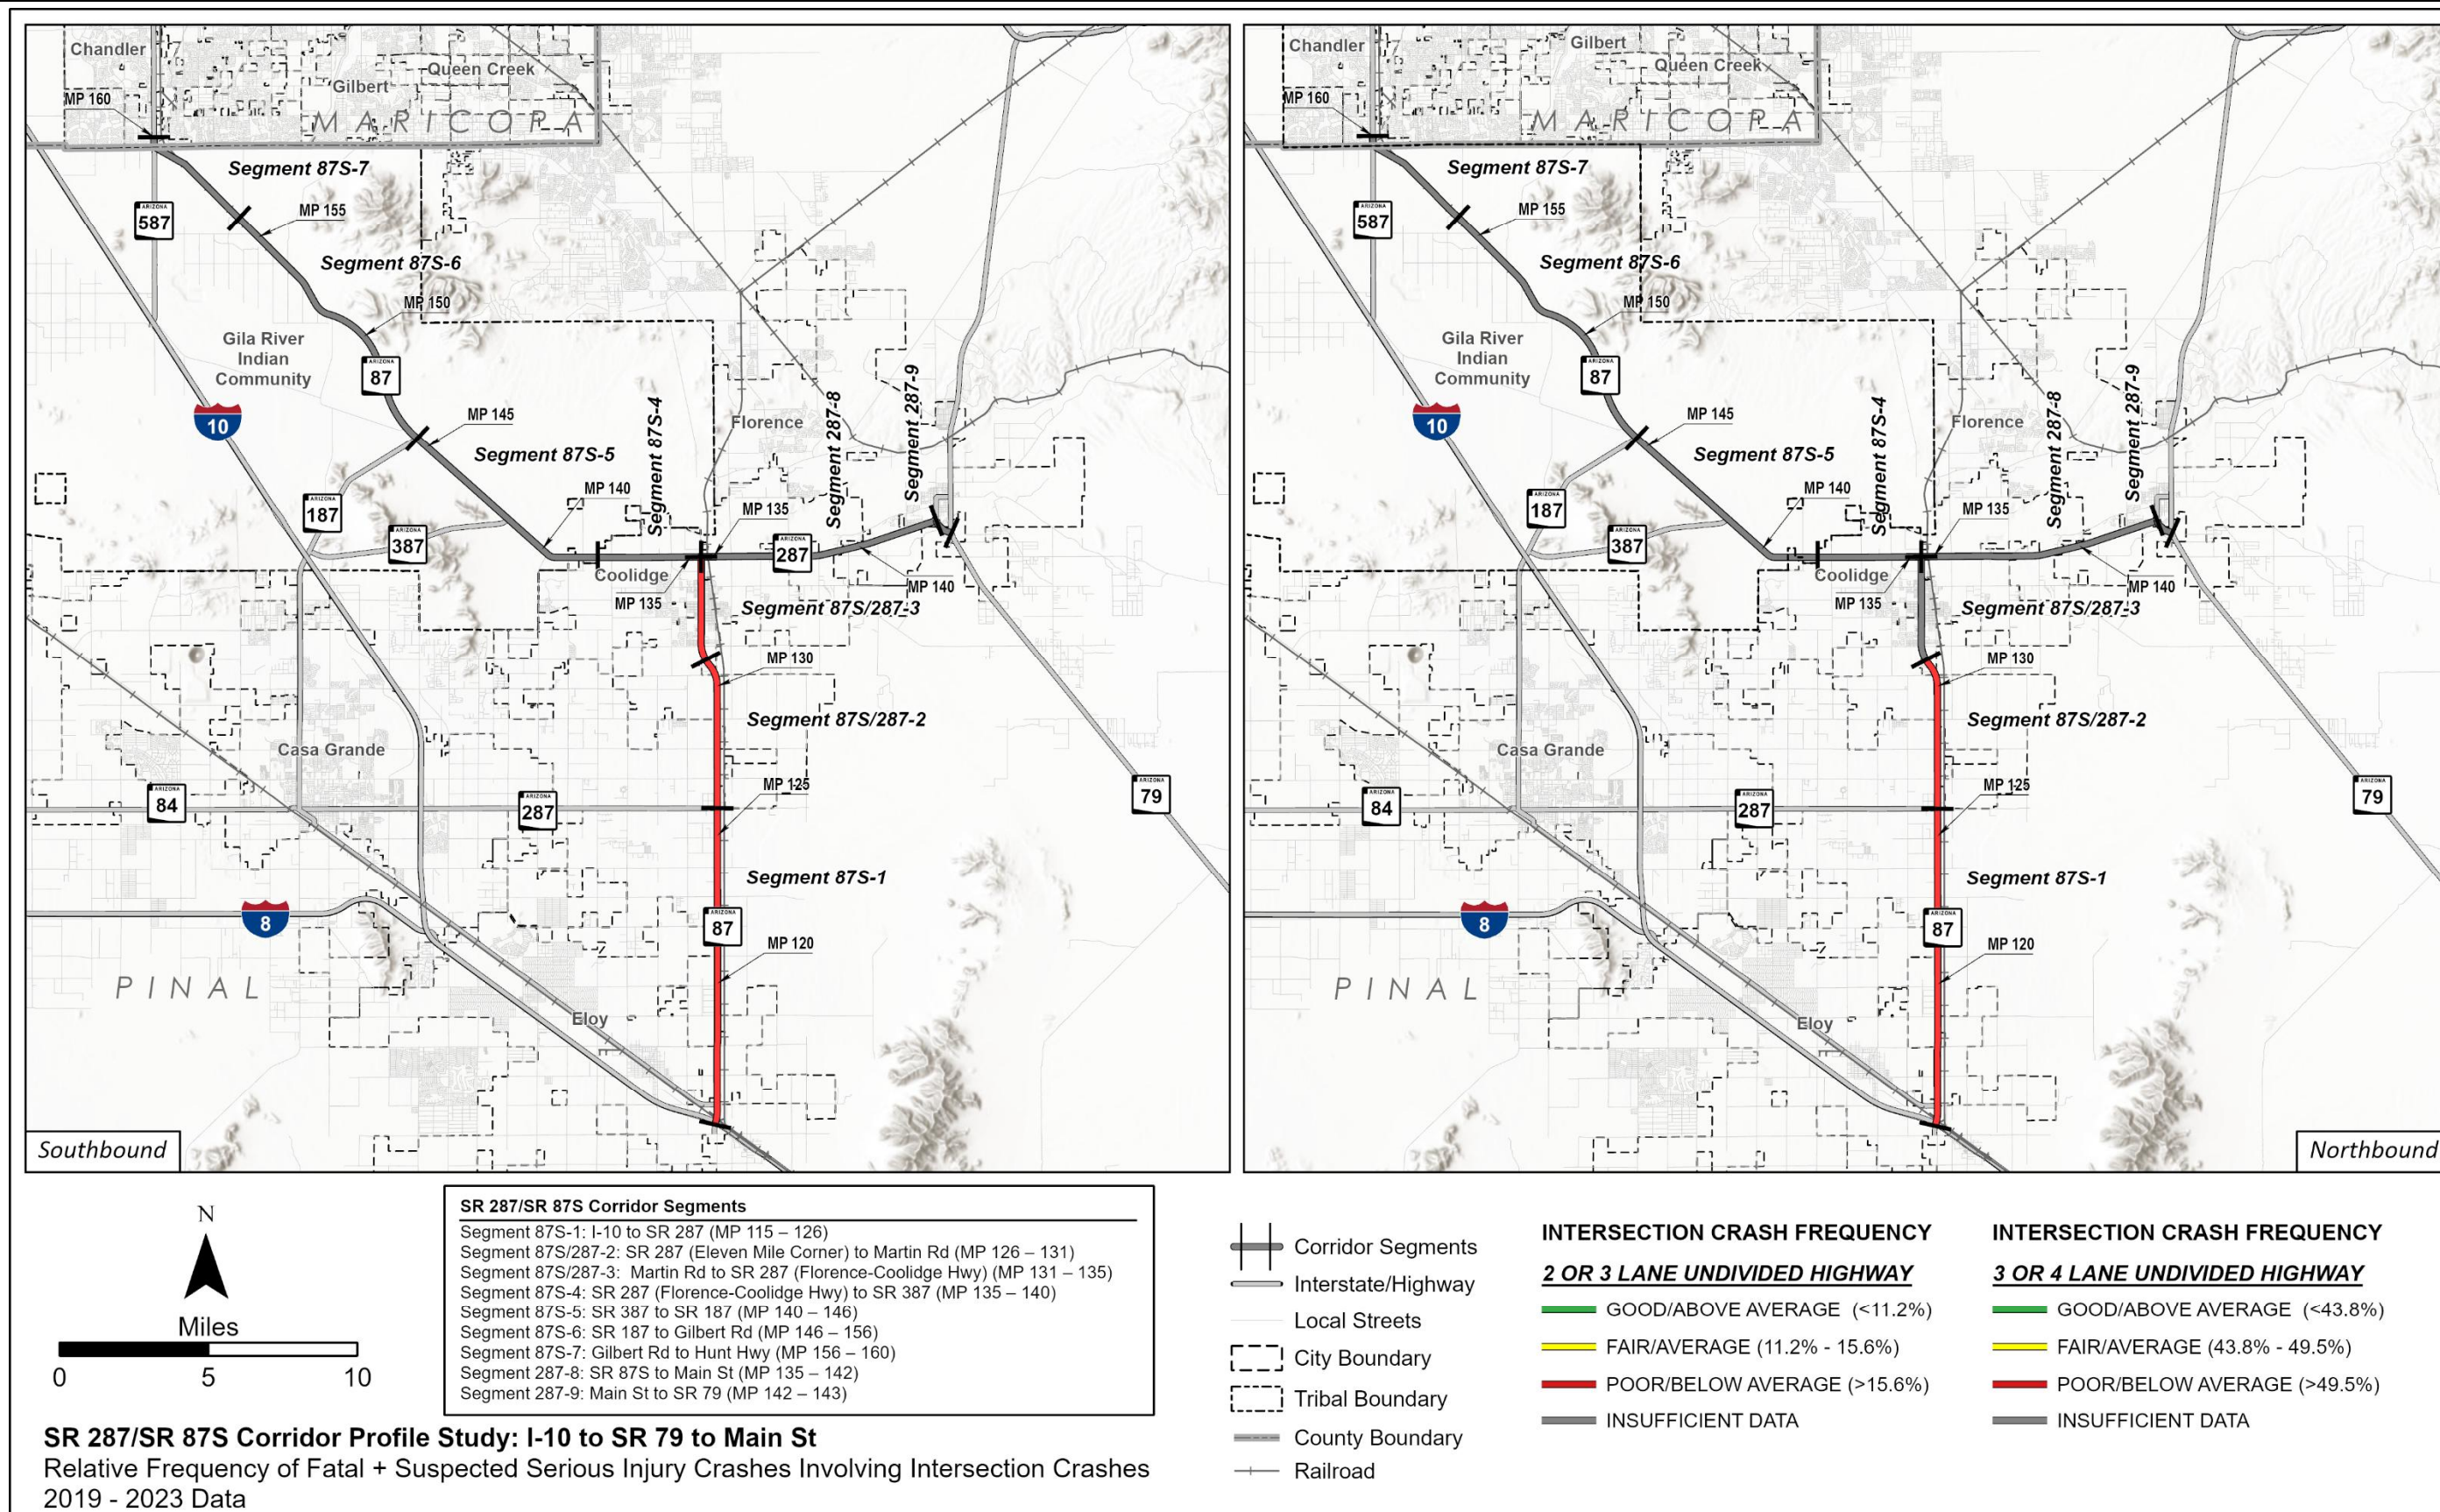 Chandler
Queen Creek
Gilbert
MP 160
MARICOPA
Segment 87S-7
ARIZONA
587
MP 155
Segment 87S-6
MP 150
Gila River
Indian
Community
ARIZONA
87
10
MP 145
Segment 87S-5
Segment 87S-4
Florence
Segment 287-8
Segment 287-9
ARIZONA
187
ARIZONA
387
MP 140
MP 135
ARIZONA
287
Coolidge
MP 135
MP 140
Segment 87S/287-3
MP 130
Segment 87S/287-2
Casa Grande
MP 125
ARIZONA
84
ARIZONA
287
ARIZONA
79
Segment 87S-1
8
ARIZONA
87
MP 120
PINAL
Eloy
Southbound
Chandler
Gilbert
Queen Creek
MP 160
MARICOPA
Segment 87S-7
ARIZONA
587
MP 155
Segment 87S-6
MP 150
Gila River
Indian
Community
ARIZONA
87
10
MP 145
Segment 87S-5
Segment 87S-4
Florence
Segment 287-8
Segment 287-9
ARIZONA
187
ARIZONA
387
MP 140
MP 135
Coolidge
MP 135
MP 140
Segment 87S/287-3
MP 130
Segment 87S/287-2
Casa Grande
MP 125
ARIZONA
84
ARIZONA
287
ARIZONA
79
Segment 87S-1
8
ARIZONA
87
MP 120
PINAL
Eloy
Northbound
N
Miles
0 5 10
SR 287/SR 87S Corridor Segments
Segment 87S-1: I-10 to SR 287 (MP 115 – 126)
Segment 87S/287-2: SR 287 (Eleven Mile Corner) to Martin Rd (MP 126 – 131)
Segment 87S/287-3: Martin Rd to SR 287 (Florence-Coolidge Hwy) (MP 131 – 135)
Segment 87S-4: SR 287 (Florence-Coolidge Hwy) to SR 387 (MP 135 – 140)
Segment 87S-5: SR 387 to SR 187 (MP 140 – 146)
Segment 87S-6: SR 187 to Gilbert Rd (MP 146 – 156)
Segment 87S-7: Gilbert Rd to Hunt Hwy (MP 156 – 160)
Segment 287-8: SR 87S to Main St (MP 135 – 142)
Segment 287-9: Main St to SR 79 (MP 142 – 143)
SR 287/SR 87S Corridor Profile Study: I-10 to SR 79 to Main St
Relative Frequency of Fatal + Suspected Serious Injury Crashes Involving Intersection Crashes
2019 - 2023 Data
Corridor Segments
Interstate/Highway
Local Streets
City Boundary
Tribal Boundary
County Boundary
Railroad
INTERSECTION CRASH FREQUENCY
2 OR 3 LANE UNDIVIDED HIGHWAY
GOOD/ABOVE AVERAGE (<11.2%)
FAIR/AVERAGE (11.2% - 15.6%)
POOR/BELOW AVERAGE (>15.6%)
INSUFFICIENT DATA
INTERSECTION CRASH FREQUENCY
3 OR 4 LANE UNDIVIDED HIGHWAY
GOOD/ABOVE AVERAGE (<43.8%)
FAIR/AVERAGE (43.8% - 49.5%)
POOR/BELOW AVERAGE (>49.5%)
INSUFFICIENT DATA